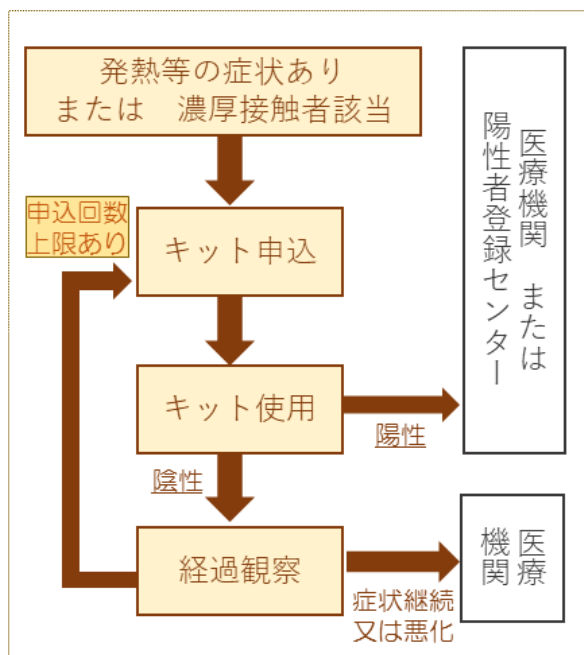 発熱等の症状あり
または　濃厚接触者該当
申込回数
上限あり
キット申込
キット使用
陽性
医療機関　または
陽性者登録センター
陰性
経過観察
症状継続
又は悪化
医療
機関